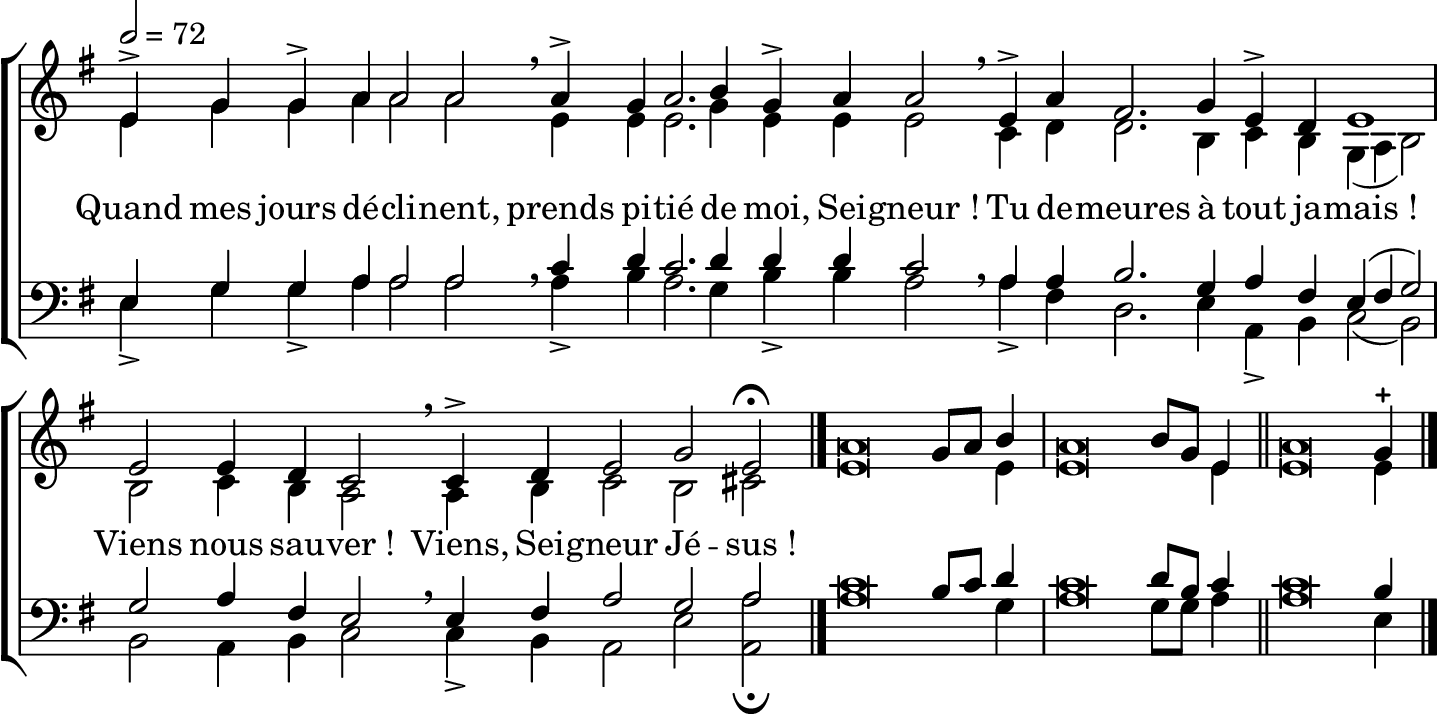 = 72
Quand mes jours déclinent, prends pitié de moi, Seigneur ! Tu demeures à tout jamais !
Viens nous sauver ! Viens, Seigneur Jé - sus !